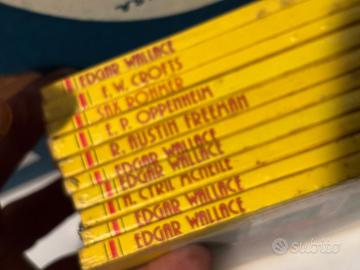 EDGAR WALLACE
F. W. CROFTS
SAX ROHMER
E. P. OPPENHEIM
R. AUSTIN FREEMAN
EDGAR WALLACE
EDGAR WALLACE
H. CYRIL MCNEILE
EDGAR WALLACE
EDGAR WALLACE
subito